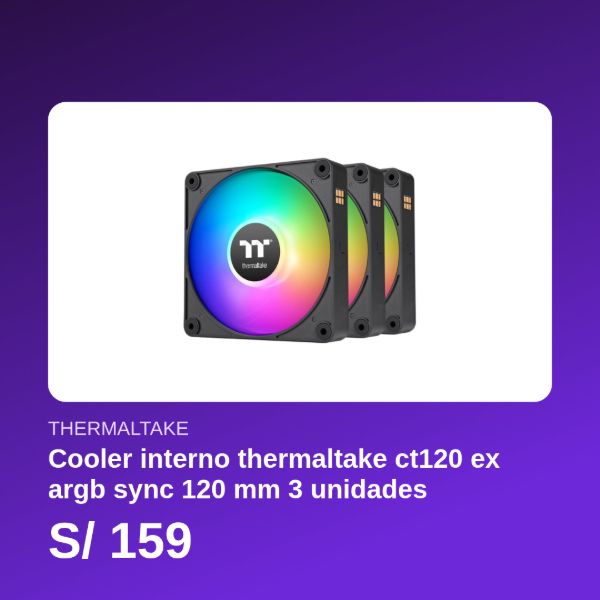 thermaltake
THERMALTAKE
Cooler interno thermaltake ct120 ex
argb sync 120 mm 3 unidades
S/ 159